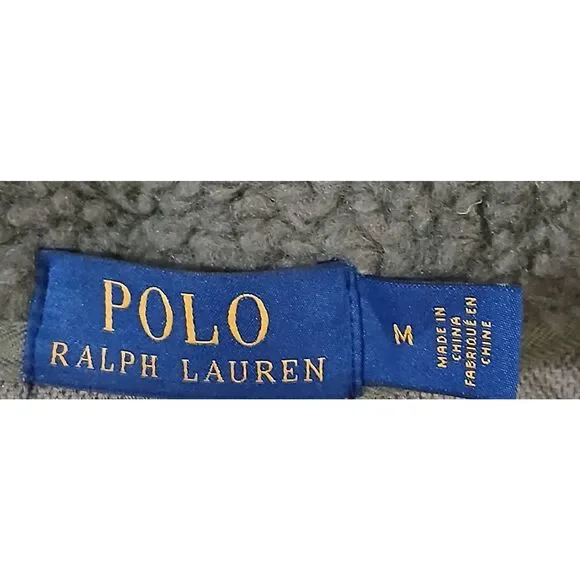 POLO
RALPH LAUREN
M
MADE IN
CHINA
FABRIQUÉ EN
CHINE